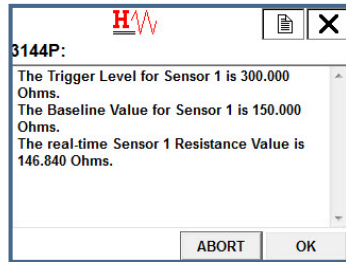 H
3144P:
The Trigger Level for Sensor 1 is 300.000
Ohms.
The Baseline Value for Sensor 1 is 150.000
Ohms.
The real-time Sensor 1 Resistance Value is
146.840 Ohms.
ABORT OK